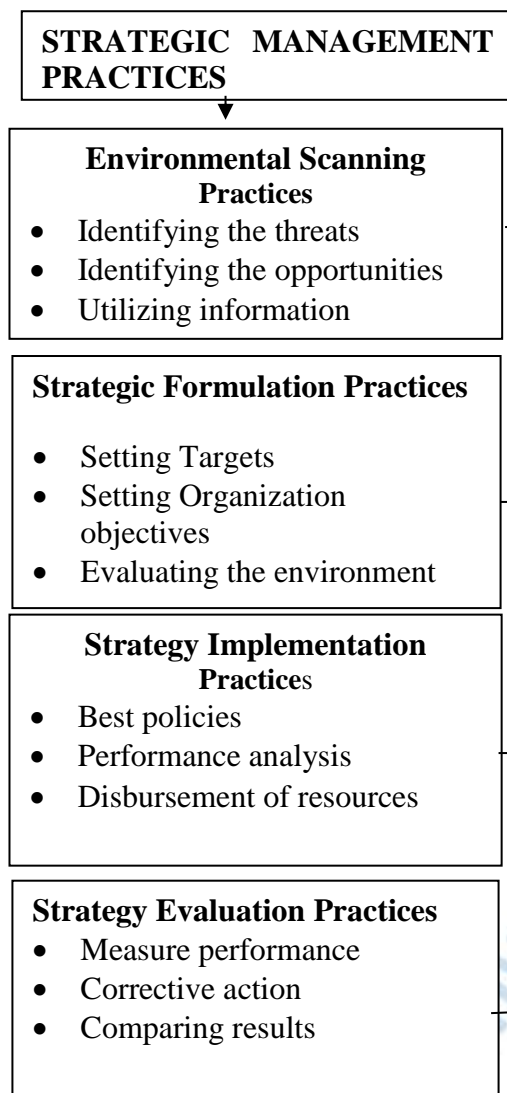 STRATEGIC MANAGEMENT
PRACTICES
Environmental Scanning
Practices
• Identifying the threats
• Identifying the opportunities
• Utilizing information
Strategic Formulation Practices
• Setting Targets
• Setting Organization
objectives
• Evaluating the environment
Strategy Implementation
Practices
• Best policies
• Performance analysis
• Disbursement of resources
Strategy Evaluation Practices
• Measure performance
• Corrective action
• Comparing results